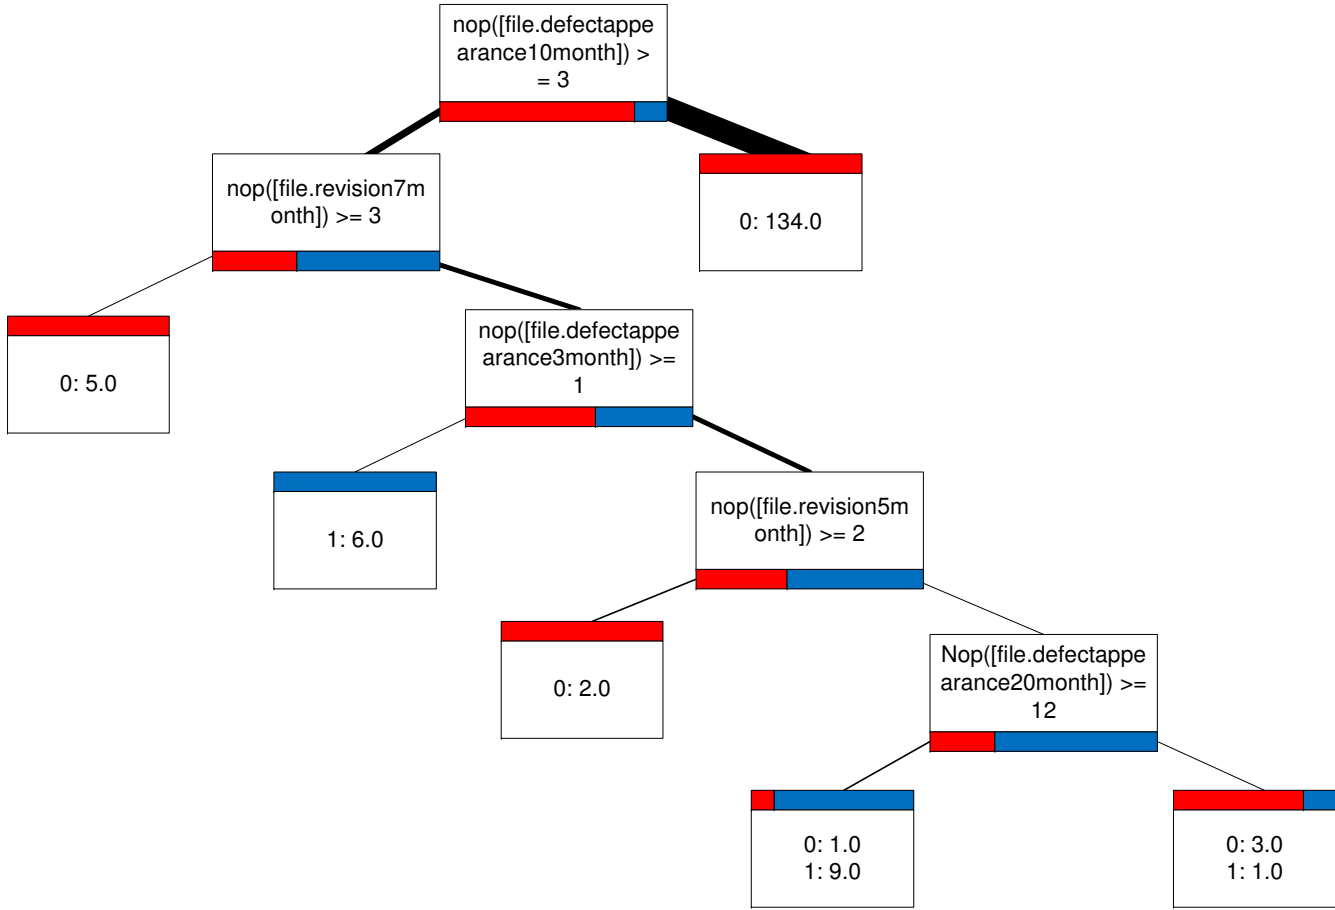 nop([file.defectappe
arance10month]) >
= 3
nop([file.revision7m
onth]) >= 3
0: 134.0
nop([file.defectappe
arance3month]) >=
1
0: 5.0
1: 6.0
nop([file.revision5m
onth]) >= 2
0: 2.0
Nop([file.defectappe
arance20month]) >=
12
0: 1.0
1: 9.0
0: 3.0
1: 1.0